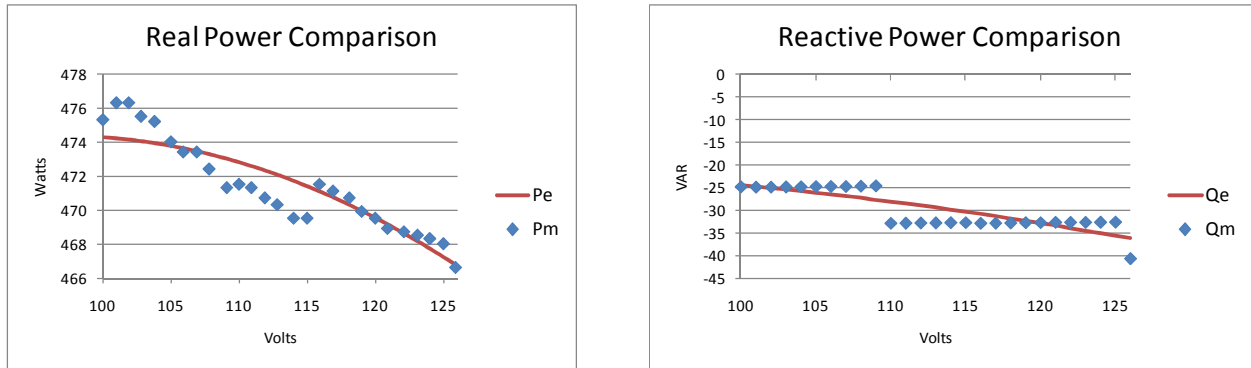 Real Power Comparison
478
476
474
472
470
468
466
Watts
100 105 110 115 120 125
Volts
Pe
Pm
Reactive Power Comparison
0
-5
-10
-15
-20
-25
-30
-35
-40
-45
VAR
100 105 110 115 120 125
Volts
Qe
Qm